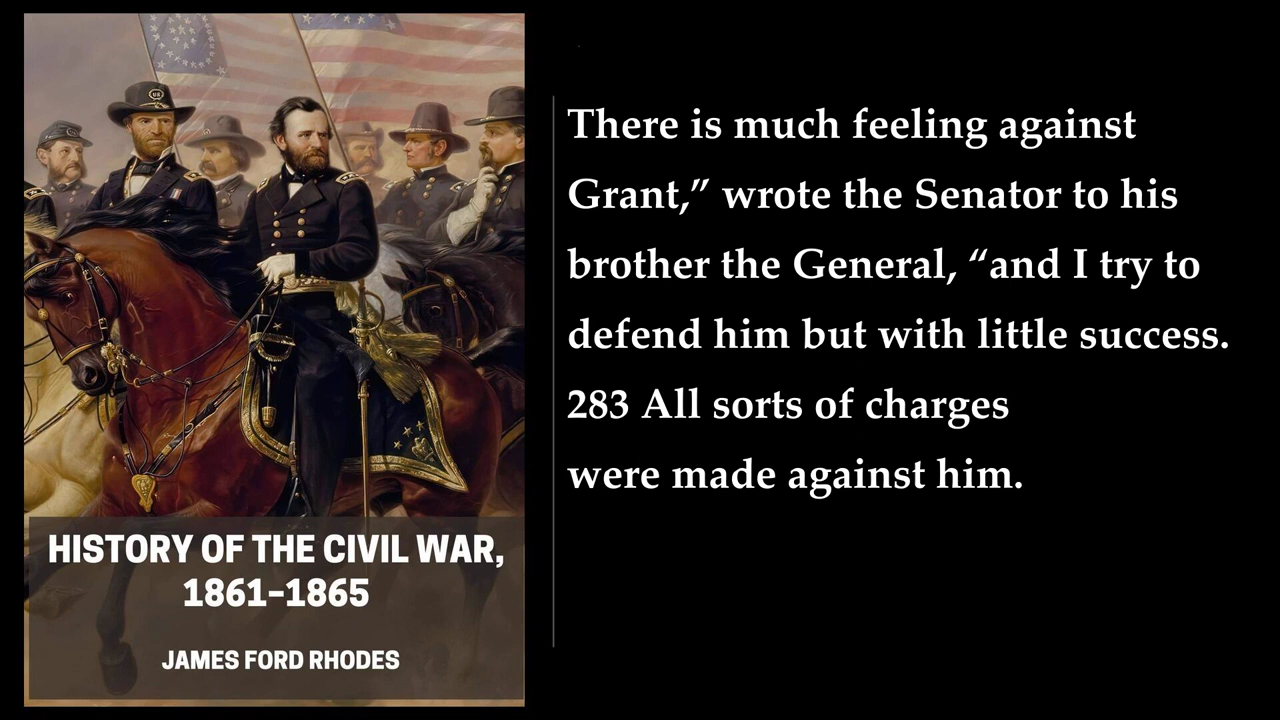 HISTORY OF THE CIVIL WAR,
1861–1865
JAMES FORD RHODES
There is much feeling against
Grant,” wrote the Senator to his
brother the General, “and I try to
defend him but with little success.
283 All sorts of charges
were made against him.